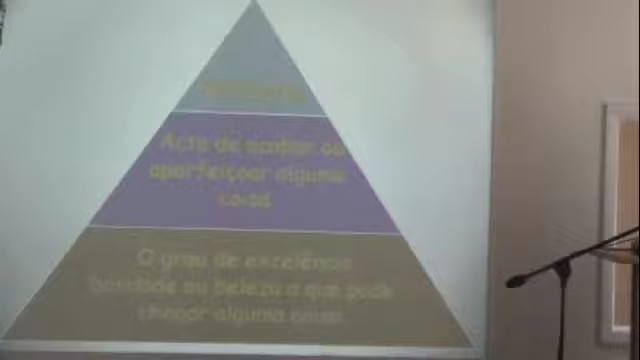 Acto de acabar ou
aperfeiçoar alguma
coisa
O grau de excelência
bondade ou beleza a que pode
chegar alguma coisa